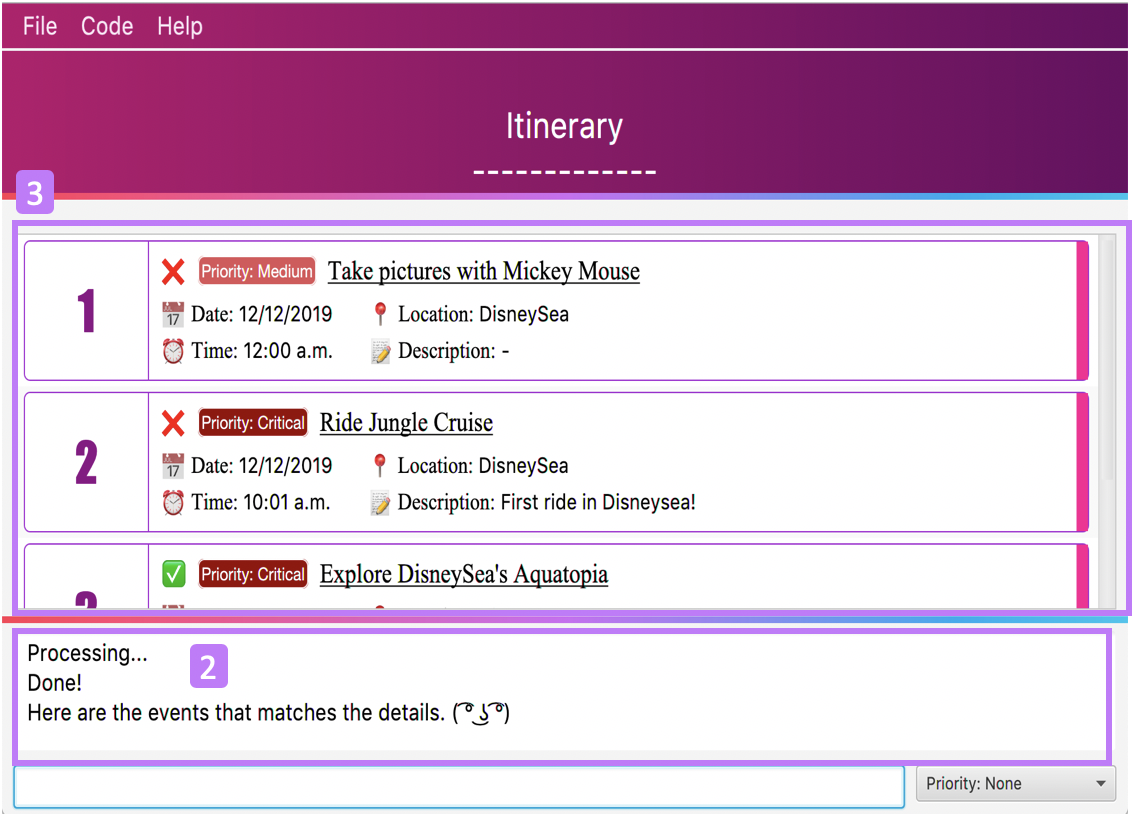 File Code Help
Itinerary
-------------
3
1
Priority: Medium Take pictures with Mickey Mouse
17 Date: 12/12/2019 Location: DisneySea
Time: 12:00 a.m. Description: -
2
Priority: Critical Ride Jungle Cruise
17 Date: 12/12/2019 Location: DisneySea
Time: 10:01 a.m. Description: First ride in Disneysea!
3
Priority: Critical Explore DisneySea's Aquatopia
Processing...
2
Done!
Here are the events that matches the details. ( ͡° ͜ʖ ͡°)
Priority: None